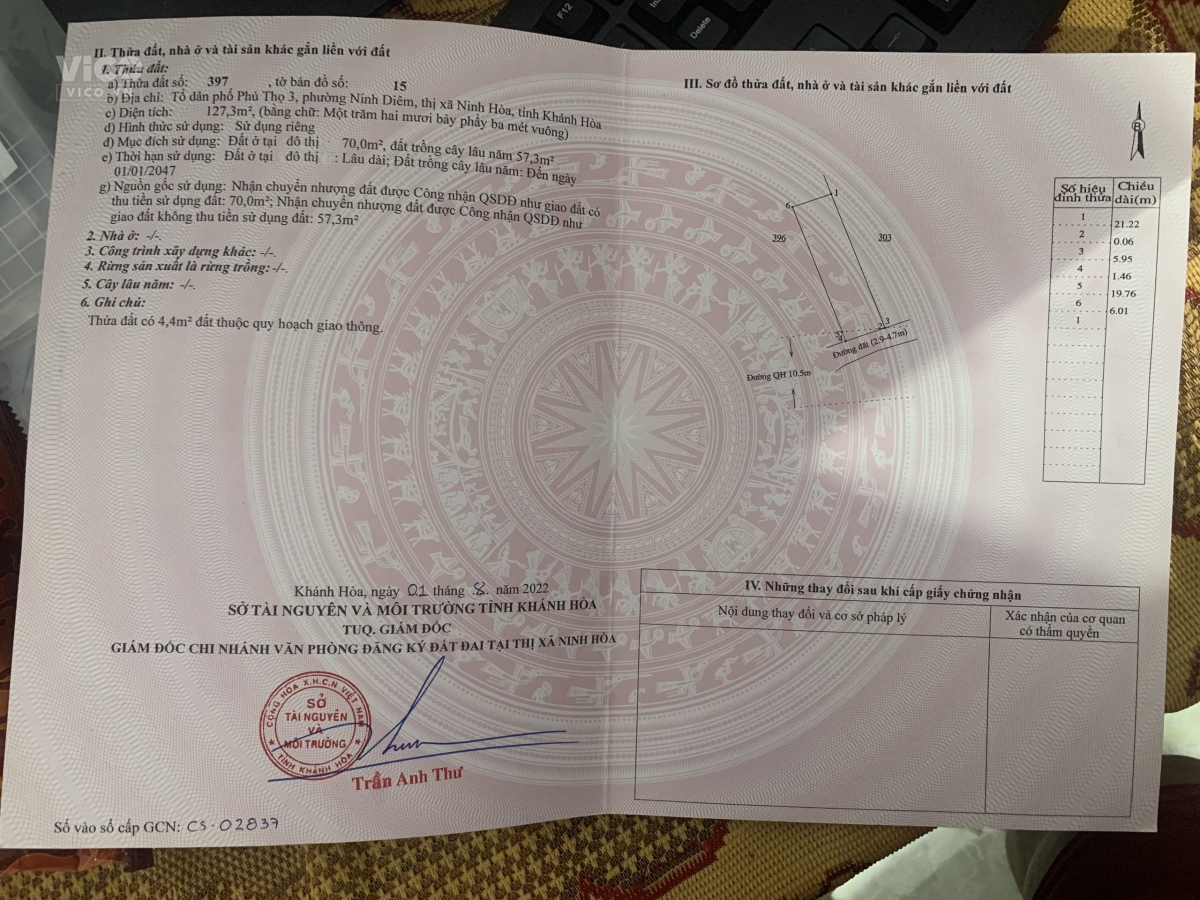 F12
Delete
VICO.VN
II. Thửa đất, nhà ở và tài sản khác gắn liền với đất
1. Thửa đất:
a) Thửa đất số: 397 , tờ bản đồ số: 15
b) Địa chỉ: Tổ dân phố Phú Thọ 3, phường Ninh Diêm, thị xã Ninh Hòa, tỉnh Khánh Hòa
c) Diện tích: 127,3m², (bằng chữ: Một trăm hai mươi bảy phẩy ba mét vuông)
d) Hình thức sử dụng: Sử dụng riêng
đ) Mục đích sử dụng: Đất ở tại đô thị 70,0m², đất trồng cây lâu năm 57,3m²
e) Thời hạn sử dụng: Đất ở tại đô thị : Lâu dài; Đất trồng cây lâu năm: Đến ngày
01/01/2047
g) Nguồn gốc sử dụng: Nhận chuyển nhượng đất được Công nhận QSDĐ như giao đất có
thu tiền sử dụng đất: 70,0m²; Nhận chuyển nhượng đất được Công nhận QSDĐ như
giao đất không thu tiền sử dụng đất: 57,3m²
2. Nhà ở: -/-.
3. Công trình xây dựng khác: -/-.
4. Rừng sản xuất là rừng trồng: -/-.
5. Cây lâu năm: -/-.
6. Ghi chú:
Thửa đất có 4,4m² đất thuộc quy hoạch giao thông.
Khánh Hòa, ngày 01 tháng 8. năm 2022
SỞ TÀI NGUYÊN VÀ MÔI TRƯỜNG TỈNH KHÁNH HÒA
TUQ. GIÁM ĐỐC
GIÁM ĐỐC CHI NHÁNH VĂN PHÒNG ĐĂNG KÝ ĐẤT ĐAI TẠI THỊ XÃ NINH HÒA
CỘNG HÒA X.H.C.N VIỆT NAM
SỞ
TÀI NGUYÊN
VÀ
MÔI TRƯỜNG
TỈNH KHÁNH HÒA
Trần Anh Thư
Số vào sổ cấp GCN: CS.02837
III. Sơ đồ thửa đất, nhà ở và tài sản khác gắn liền với đất
B
6 1
396 303
2 3
Đường đất (2.9-4.7m)
Đường QH 10.5m
Số hiệu đỉnh thửa Chiều dài(m)
1
21.22
2
0.06
3
5.95
4
1.46
5
19.76
6
6.01
1
IV. Những thay đổi sau khi cấp giấy chứng nhận
Nội dung thay đổi và cơ sở pháp lý Xác nhận của cơ quan
có thẩm quyền